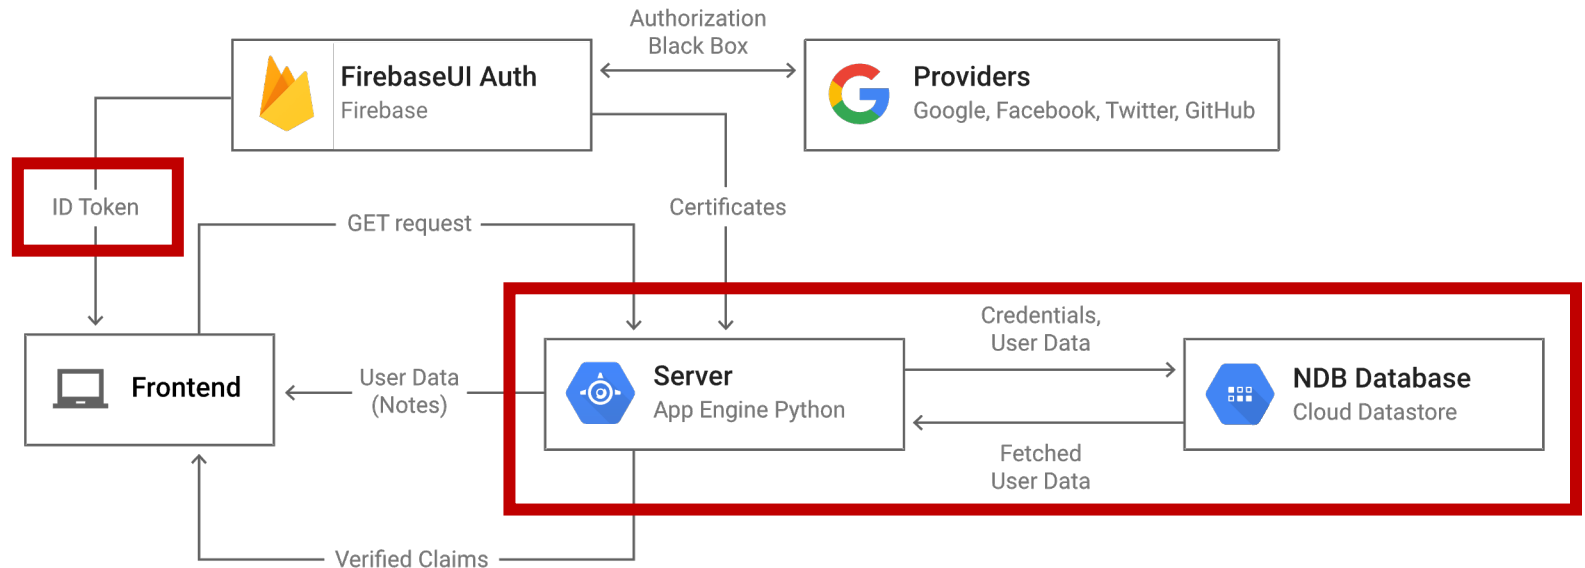 Authorization
Black Box
FirebaseUI Auth
Firebase
Providers
Google, Facebook, Twitter, GitHub
ID Token
GET request
Certificates
Credentials,
User Data
Frontend
User Data
(Notes)
Server
App Engine Python
NDB Database
Cloud Datastore
Fetched
User Data
Verified Claims